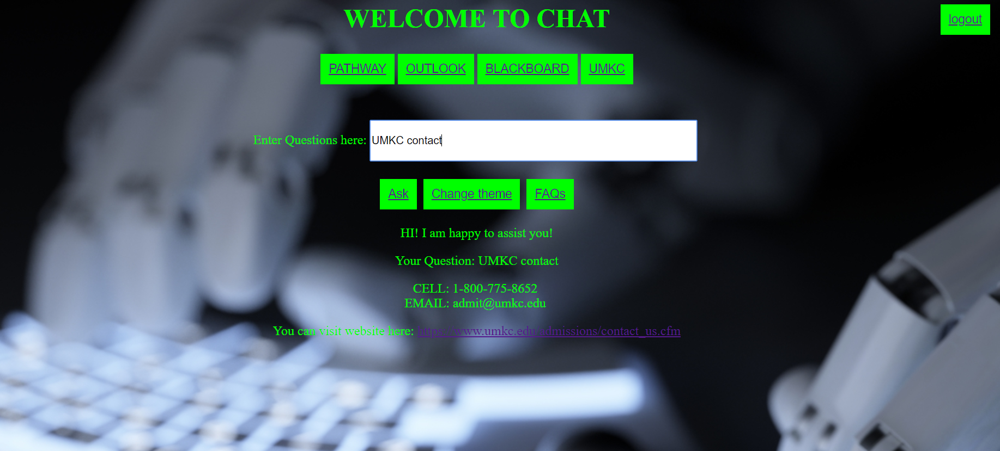 WELCOME TO CHAT
logout
PATHWAY OUTLOOK BLACKBOARD UMKC
Enter Questions here: UMKC contact
Ask Change theme FAQs
HI! I am happy to assist you!
Your Question: UMKC contact
CELL: 1-800-775-8652
EMAIL: admit@umkc.edu
You can visit website here: https://www.umkc.edu/admissions/contact_us.cfm